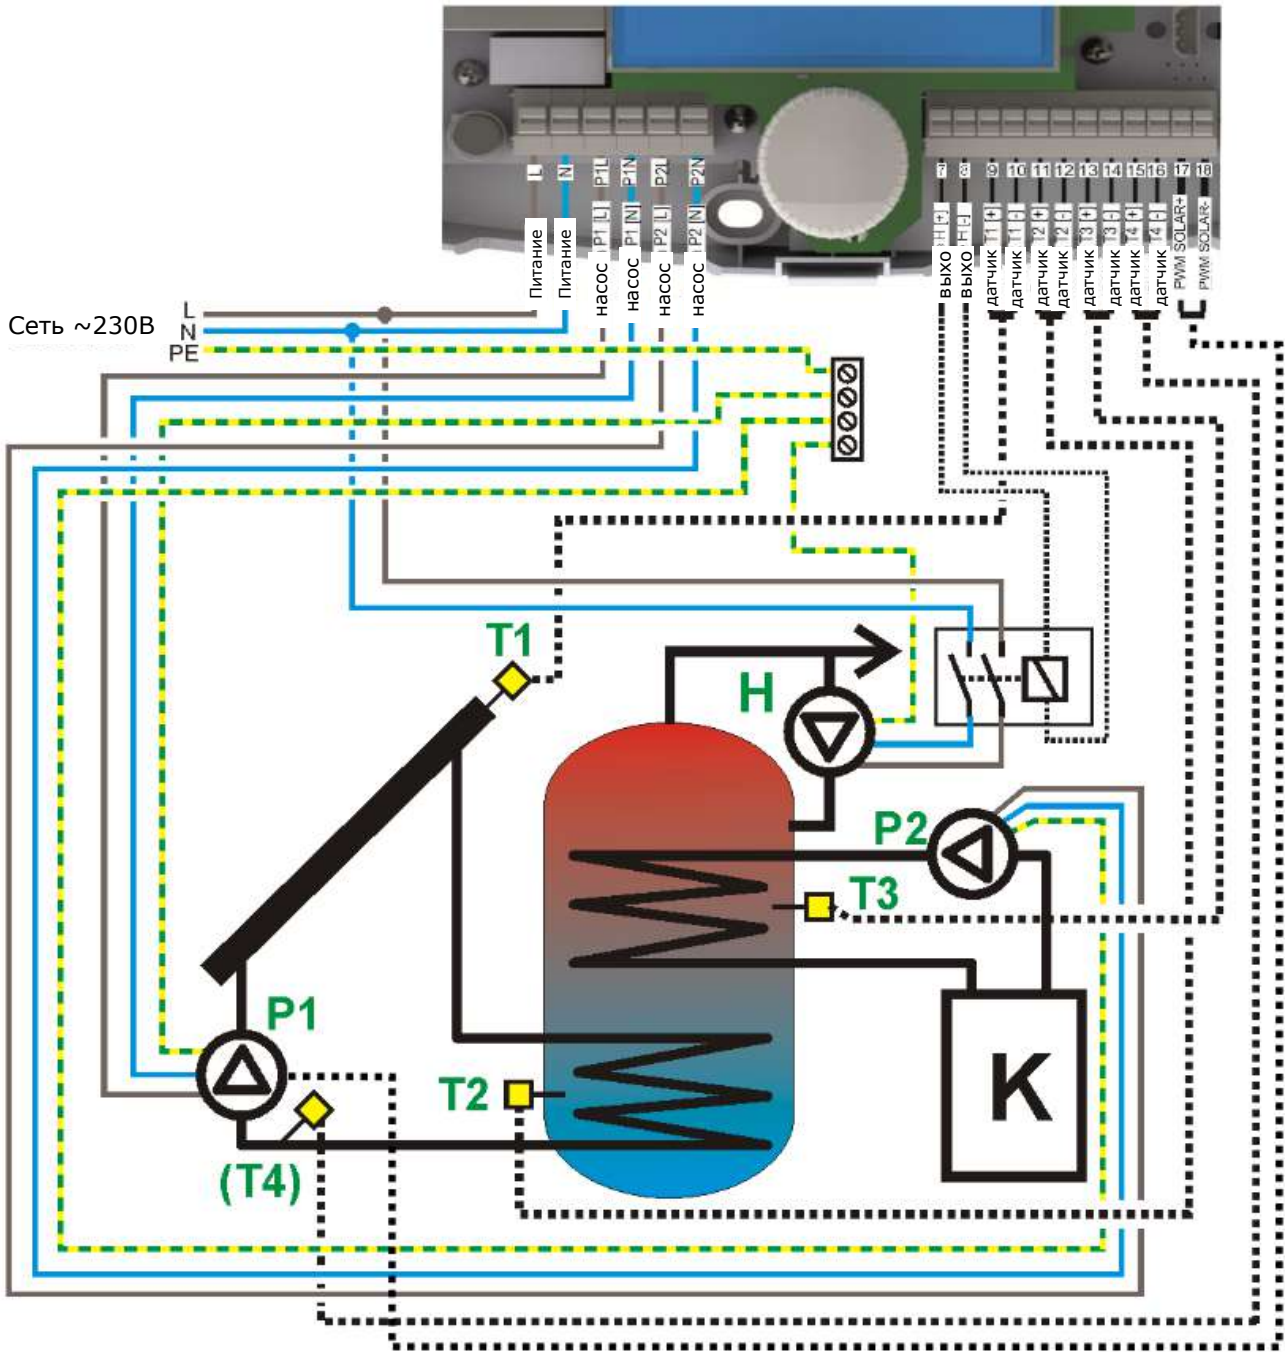 L
N
P1L
P1N
P2L
P2N
7
8
9
10
11
12
13
14
15
16
17
18
Питание
Питание
насос P1 [L]
насос P1 [N]
насос P2 [L]
насос P2 [N]
выхо H [+]
выхо H [-]
датчик T1 [+]
датчик T1 [-]
датчик T2 [+]
датчик T2 [-]
датчик T3 [+]
датчик T3 [-]
датчик T4 [+]
датчик T4 [-]
PWM SOLAR+
PWM SOLAR-
Сеть ~230В
L
N
PE
T1
H
P2
T3
P1
T2
K
(T4)